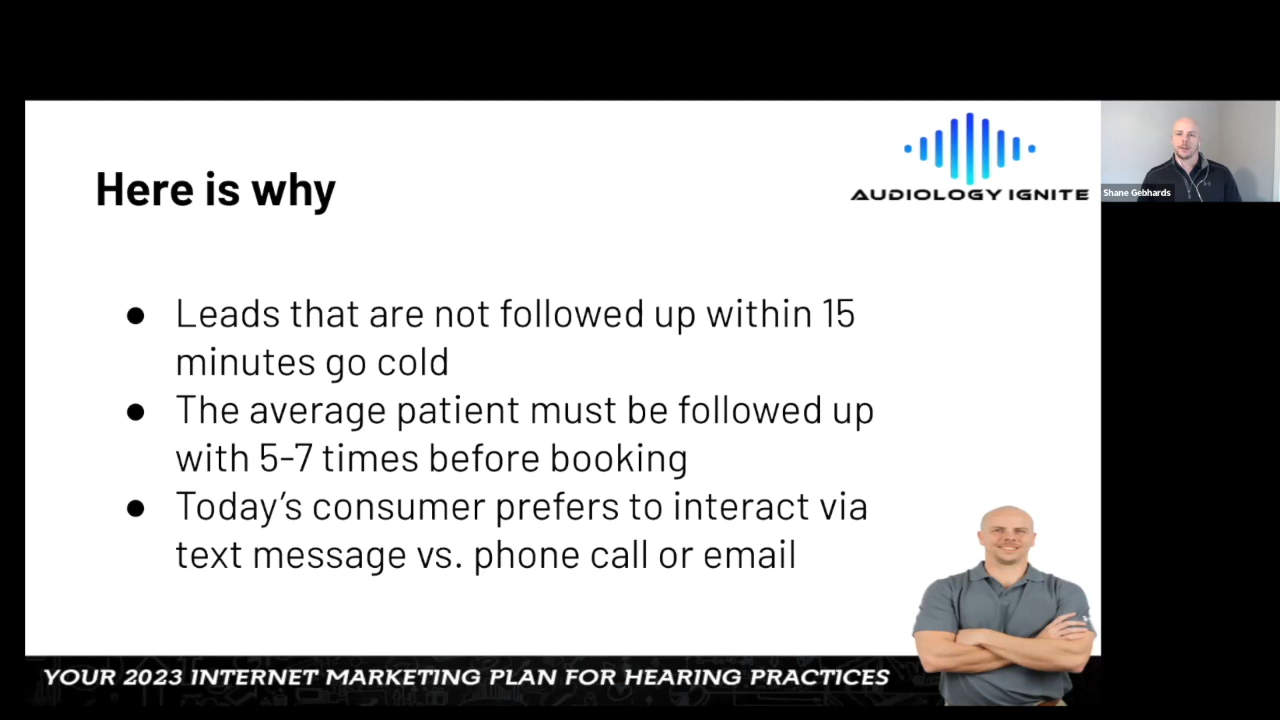 AUDIOLOGY IGNITE
Shane Gebhards
Here is why
● Leads that are not followed up within 15
minutes go cold
● The average patient must be followed up
with 5-7 times before booking
● Today’s consumer prefers to interact via
text message vs. phone call or email
YOUR 2023 INTERNET MARKETING PLAN FOR HEARING PRACTICES